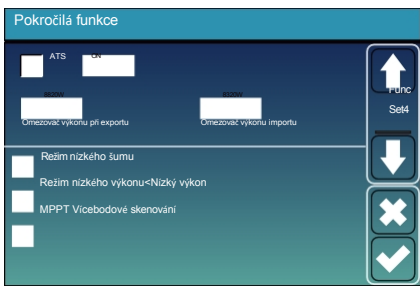 Pokročilá funkce
ATS ON
Func
Set4
Omezovač výkonu při exportu Omezovač výkonu importu
Režim nízkého šumu
Režim nízkého výkonu<Nízký výkon
MPPT Vícebodové skenování